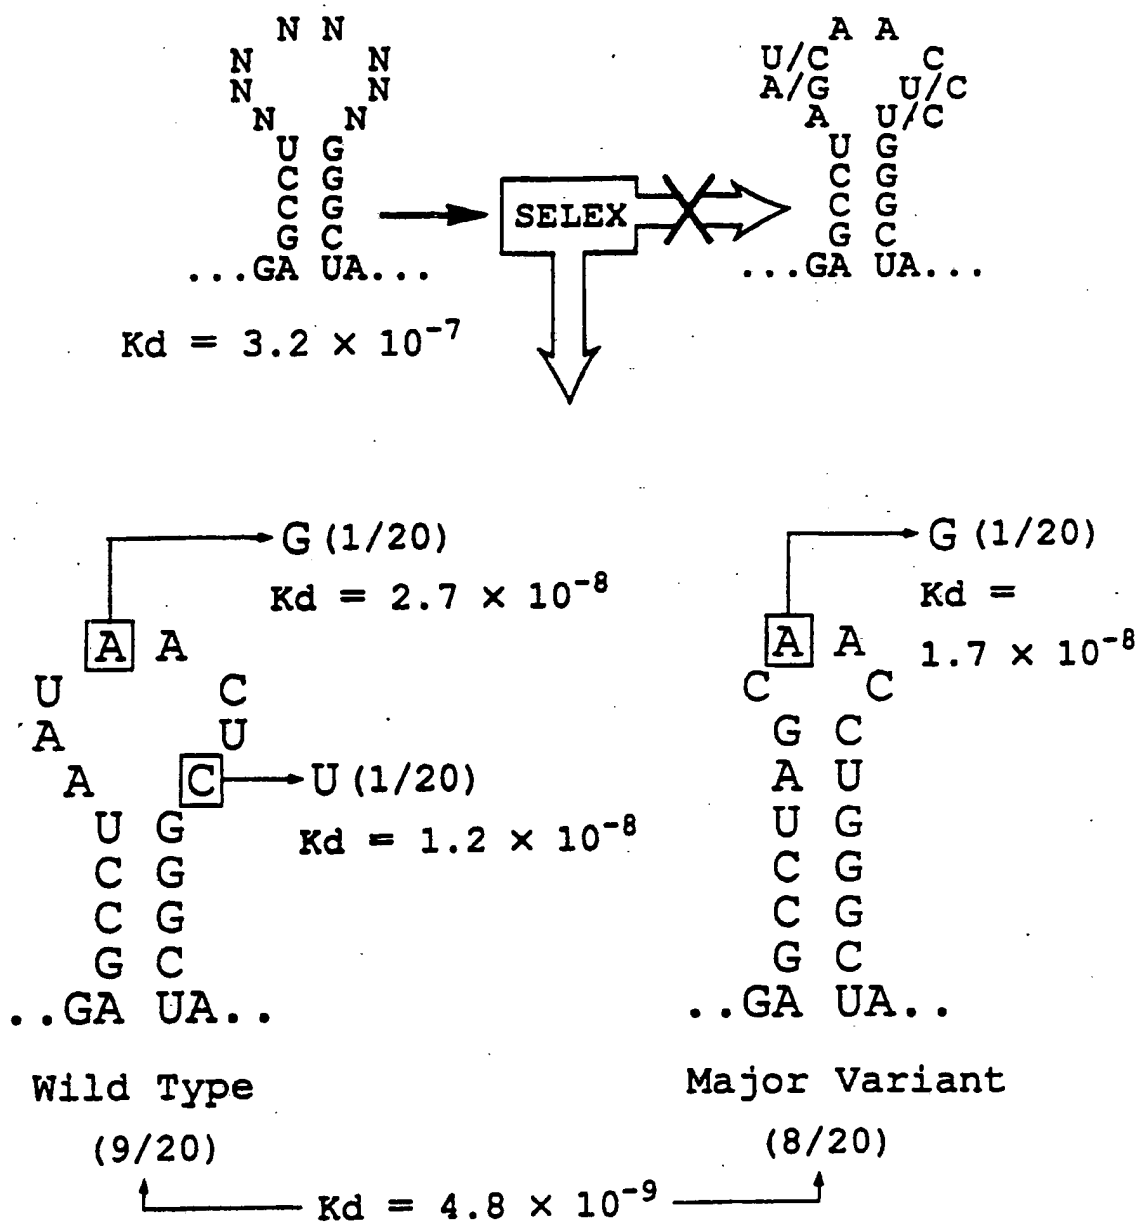 N N
N N
N N
N N
U G
C G
C G
G C
...GA UA...
Kd = 3.2 × 10⁻⁷
SELEX
A A
U/C C
A/G U/C
A U/C
U G
C G
C G
G C
...GA UA...
G (1/20)
Kd = 2.7 × 10⁻⁸
A A
U C
A U
A C
U (1/20)
Kd = 1.2 × 10⁻⁸
U G
C G
C G
G C
..GA UA..
Wild Type
(9/20)
G (1/20)
Kd =
1.7 × 10⁻⁸
A A
C C
G C
A U
U G
C G
C G
G C
..GA UA..
Major Variant
(8/20)
Kd = 4.8 × 10⁻⁹